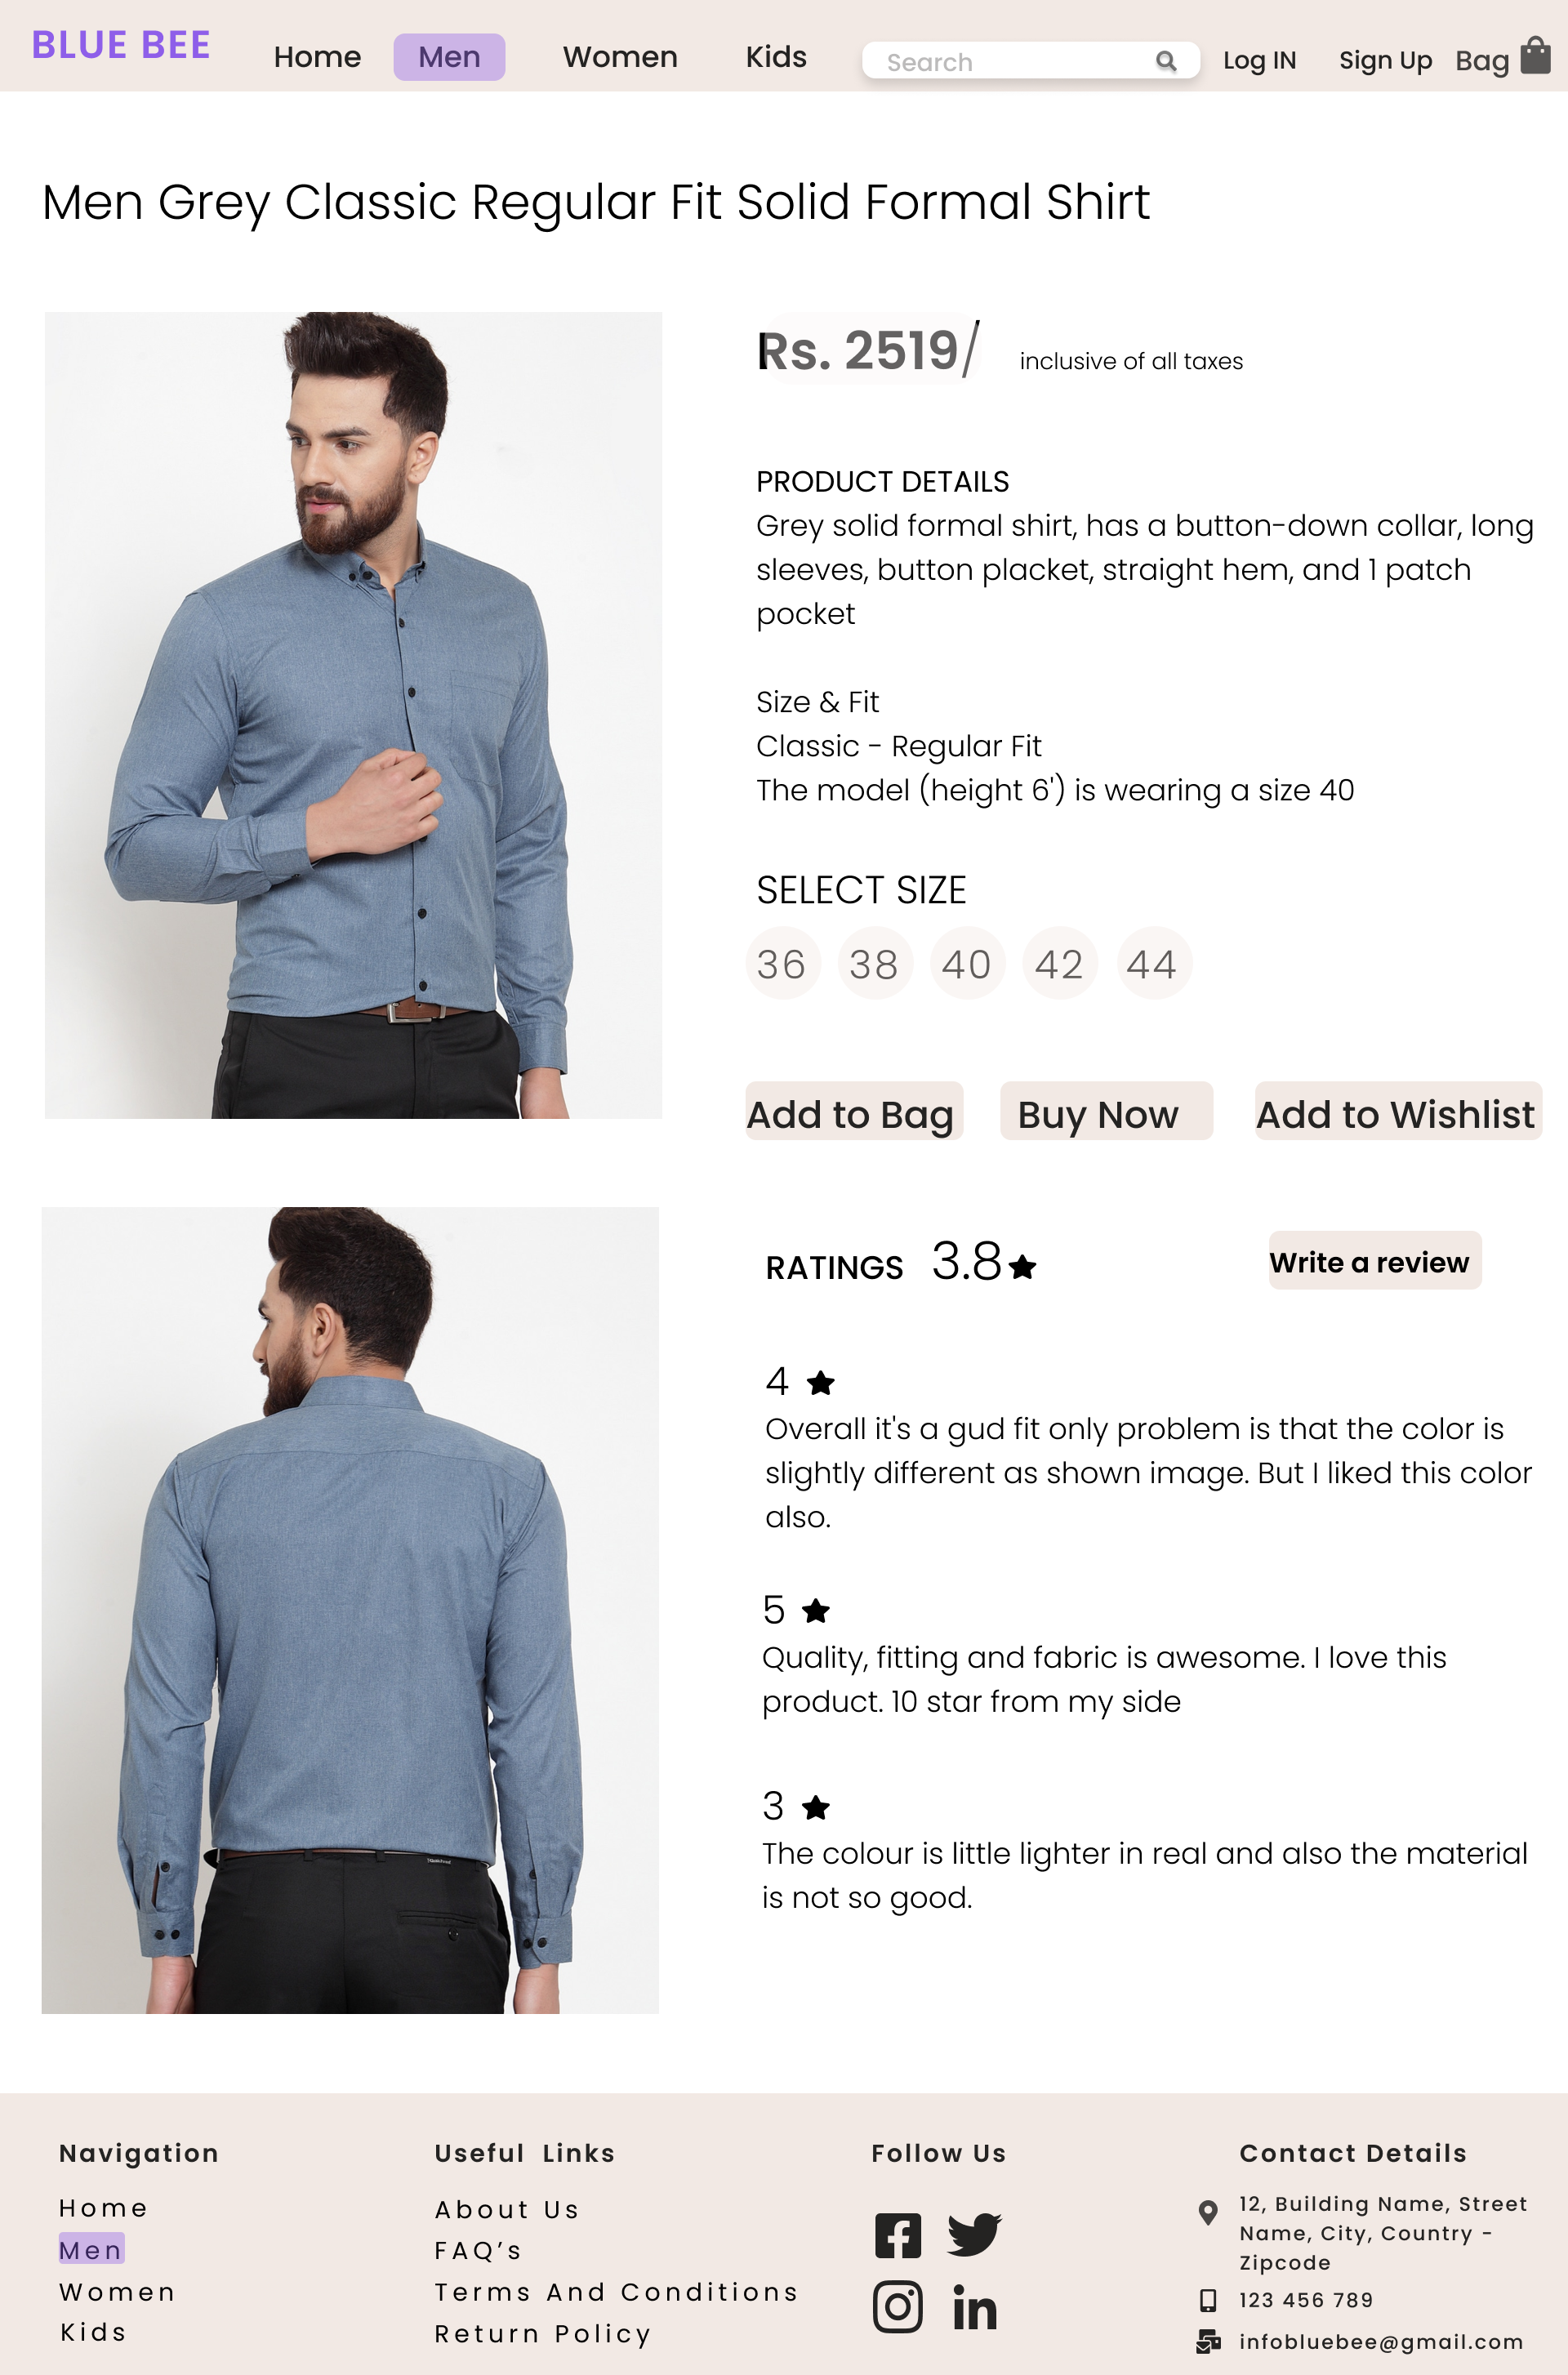 BLUE BEE
Home
Men
Women
Kids
Search
Log IN
Sign Up
Bag
Men Grey Classic Regular Fit Solid Formal Shirt
Rs. 2519/
inclusive of all taxes
PRODUCT DETAILS
Grey solid formal shirt, has a button-down collar, long
sleeves, button placket, straight hem, and 1 patch
pocket
Size & Fit
Classic - Regular Fit
The model (height 6') is wearing a size 40
SELECT SIZE
36 38 40 42 44
Add to Bag
Buy Now
Add to Wishlist
RATINGS 3.8
Write a review
4
Overall it's a gud fit only problem is that the color is
slightly different as shown image. But I liked this color
also.
5
Quality, fitting and fabric is awesome. I love this
product. 10 star from my side
3
The colour is little lighter in real and also the material
is not so good.
Navigation
Home
Men
Women
Kids
Useful Links
About Us
FAQ’s
Terms And Conditions
Return Policy
Follow Us
Contact Details
12, Building Name, Street
Name, City, Country -
Zipcode
123 456 789
infobluebee@gmail.com